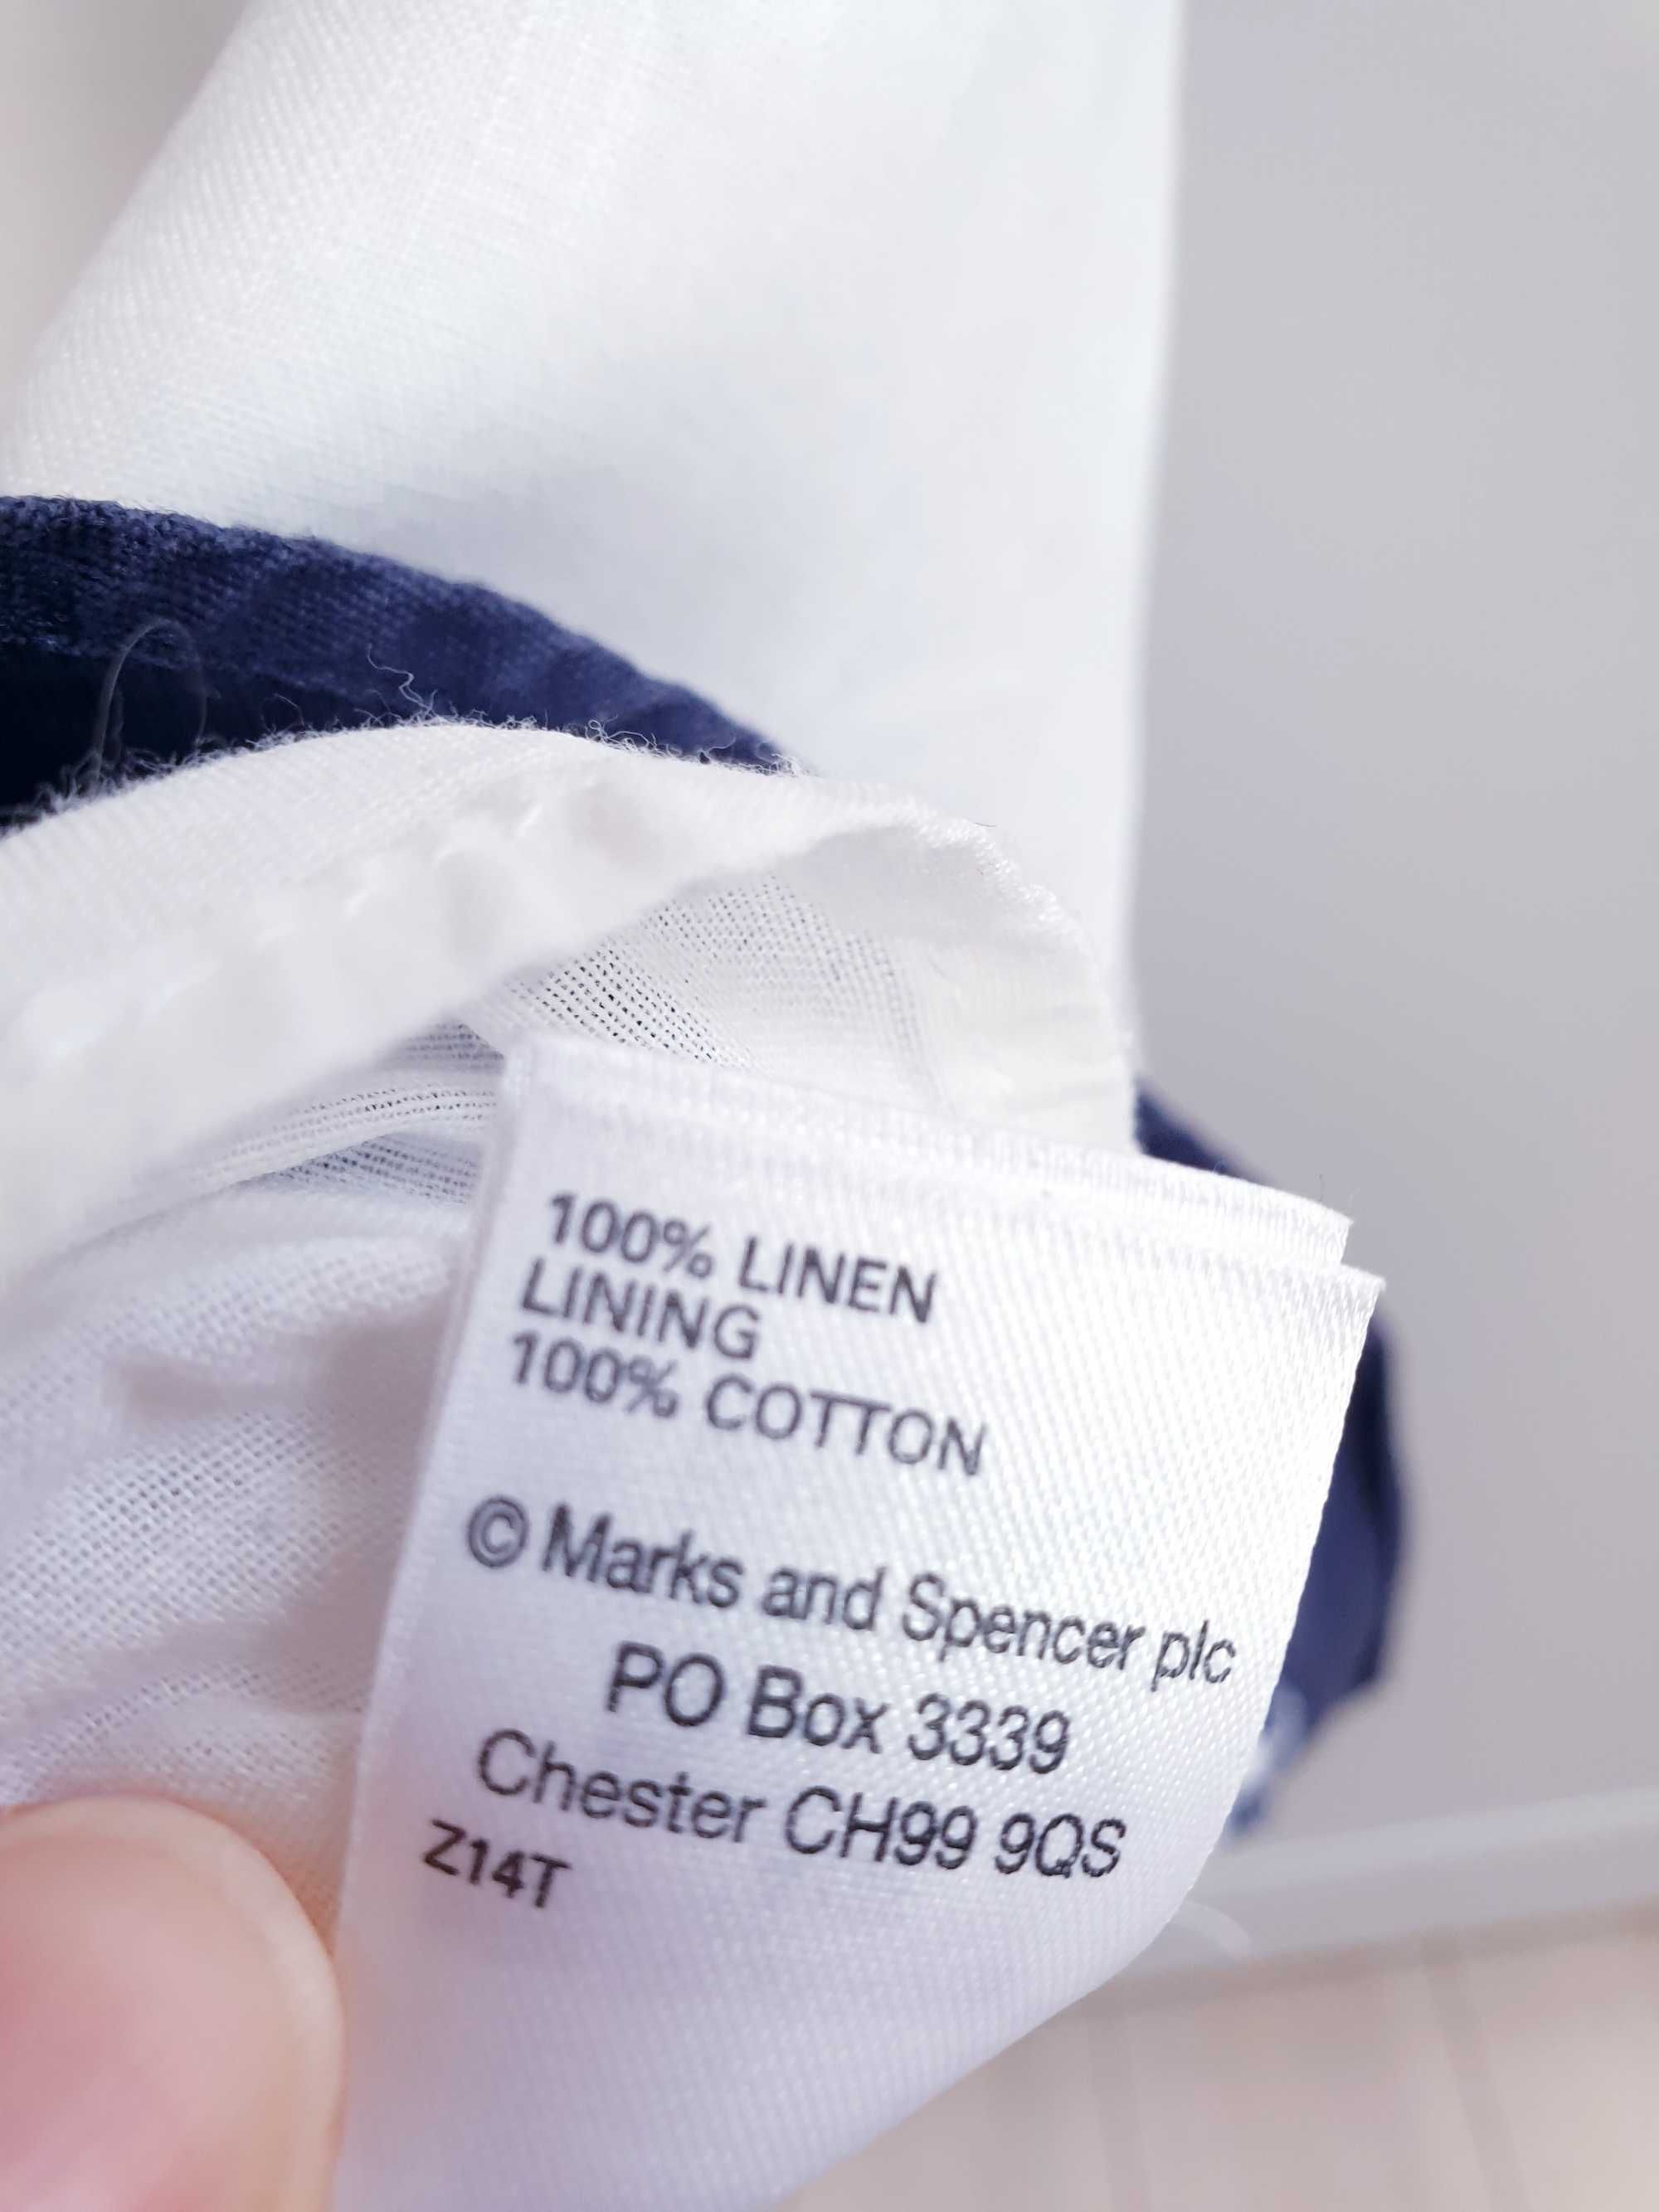 100% LINEN
LINING
100% COTTON
© Marks and Spencer plc
PO Box 3339
Chester CH99 9QS
Z14T